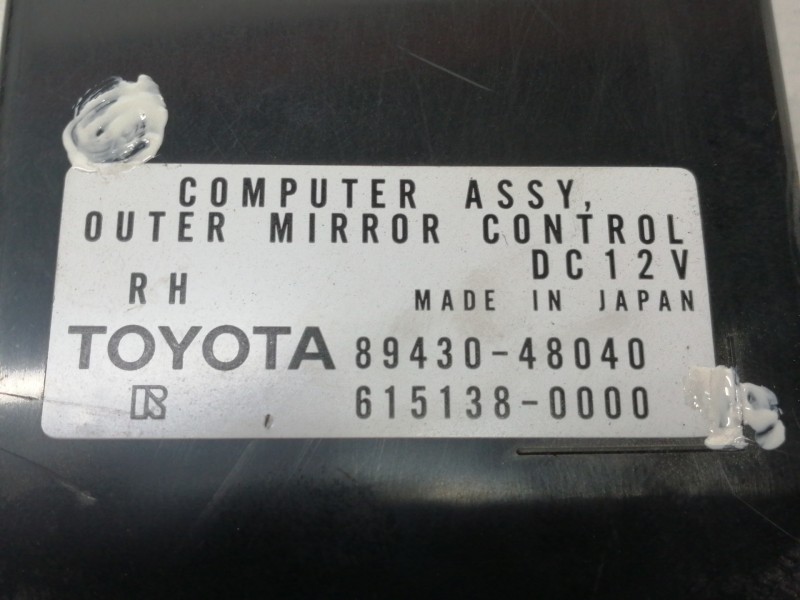 COMPUTER ASSY,
OUTER MIRROR CONTROL
DC12V
RH MADE IN JAPAN
TOYOTA 89430-48040
615138-0000